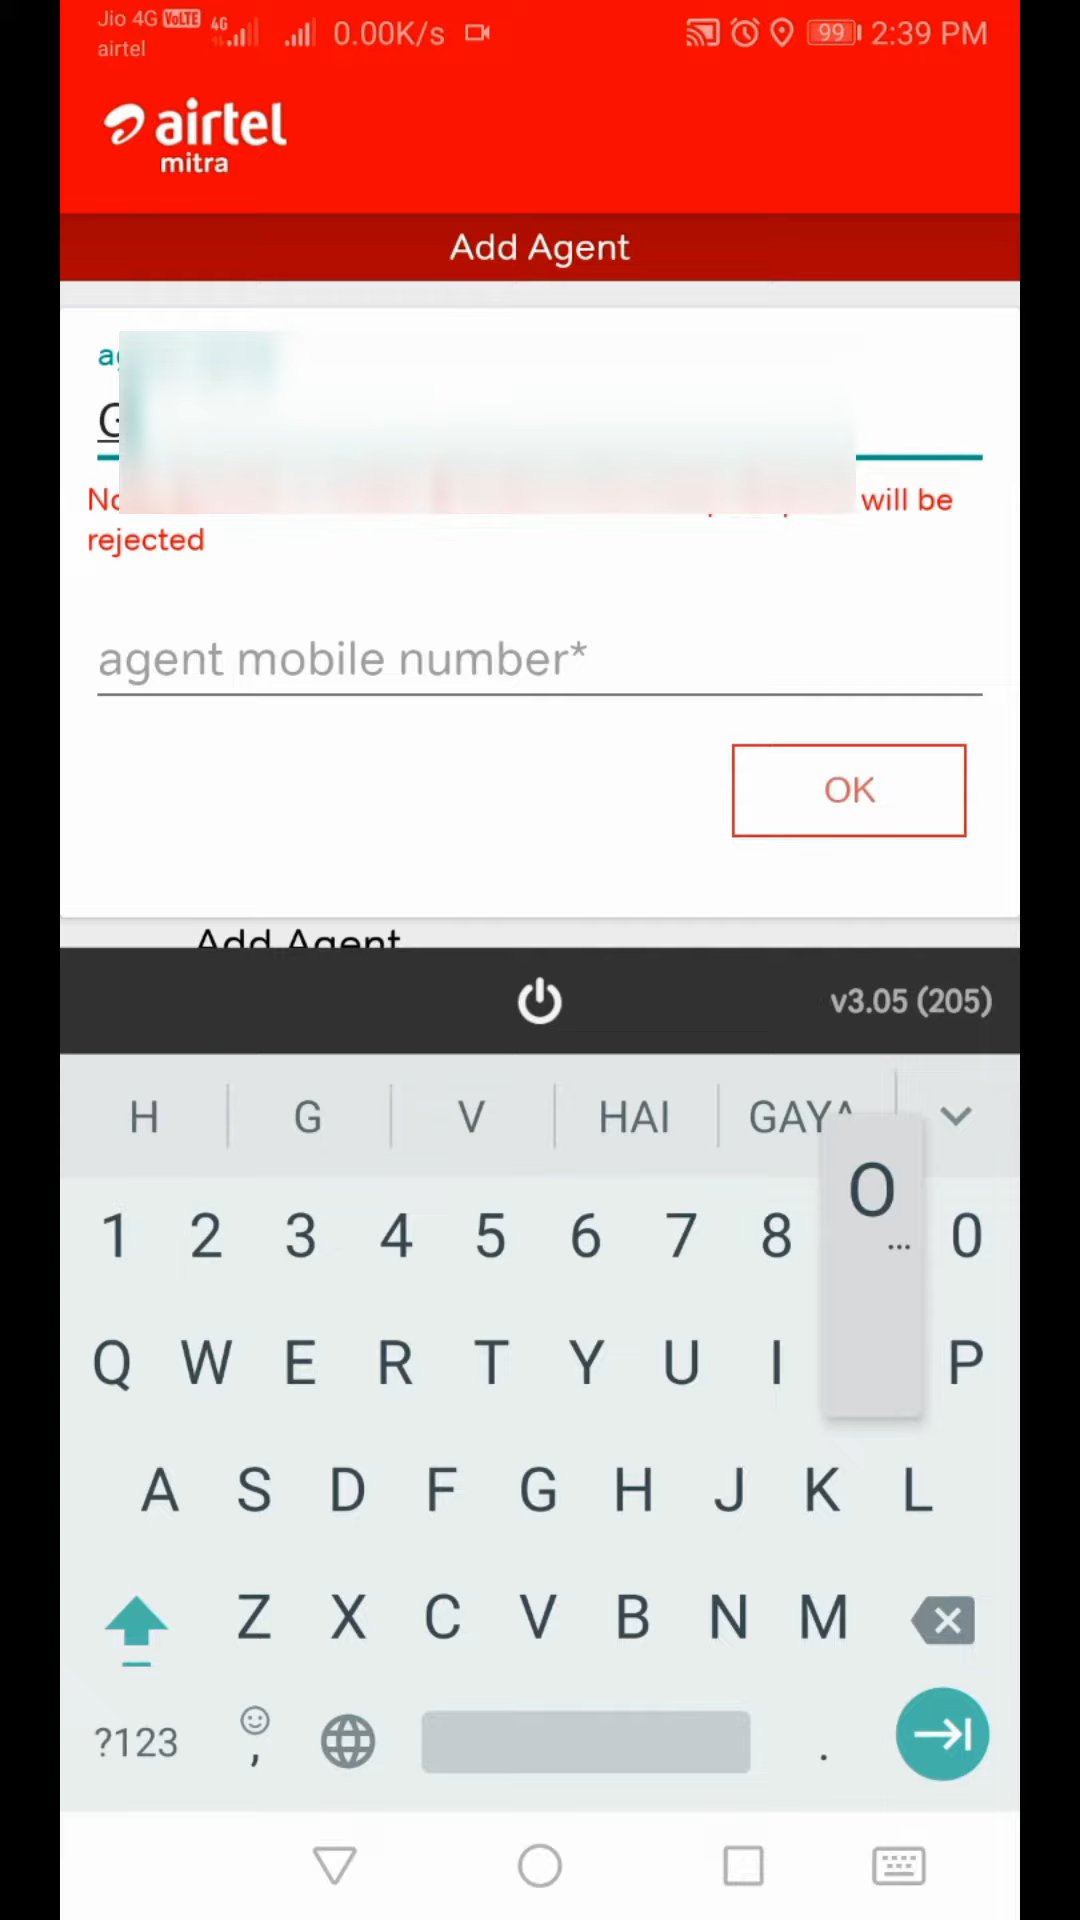 Jio 4G VoLTE 4G 0.00K/s 99 2:39 PM
airtel
airtel
mitra
Add Agent
will be
rejected
agent mobile number*
OK
Add Agent
v3.05 (205)
H G V HAI GAYA
1 2 3 4 5 6 7 8 0
O
...
Q W E R T Y U I P
A S D F G H J K L
Z X C V B N M
?123 , .